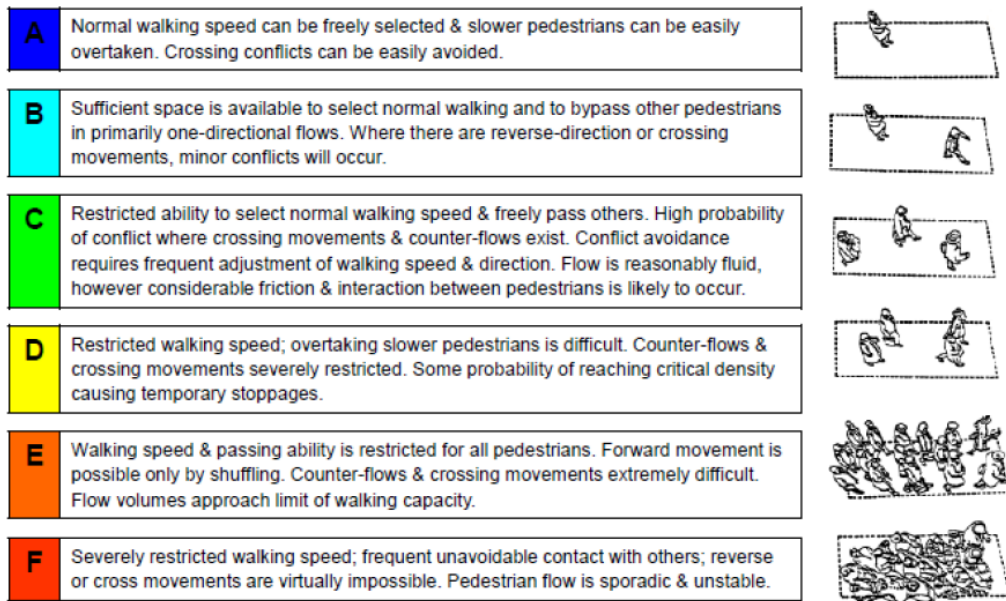 A
Normal walking speed can be freely selected & slower pedestrians can be easily
overtaken. Crossing conflicts can be easily avoided.
B
Sufficient space is available to select normal walking and to bypass other pedestrians
in primarily one-directional flows. Where there are reverse-direction or crossing
movements, minor conflicts will occur.
C
Restricted ability to select normal walking speed & freely pass others. High probability
of conflict where crossing movements & counter-flows exist. Conflict avoidance
requires frequent adjustment of walking speed & direction. Flow is reasonably fluid,
however considerable friction & interaction between pedestrians is likely to occur.
D
Restricted walking speed; overtaking slower pedestrians is difficult. Counter-flows &
crossing movements severely restricted. Some probability of reaching critical density
causing temporary stoppages.
E
Walking speed & passing ability is restricted for all pedestrians. Forward movement is
possible only by shuffling. Counter-flows & crossing movements extremely difficult.
Flow volumes approach limit of walking capacity.
F
Severely restricted walking speed; frequent unavoidable contact with others; reverse
or cross movements are virtually impossible. Pedestrian flow is sporadic & unstable.